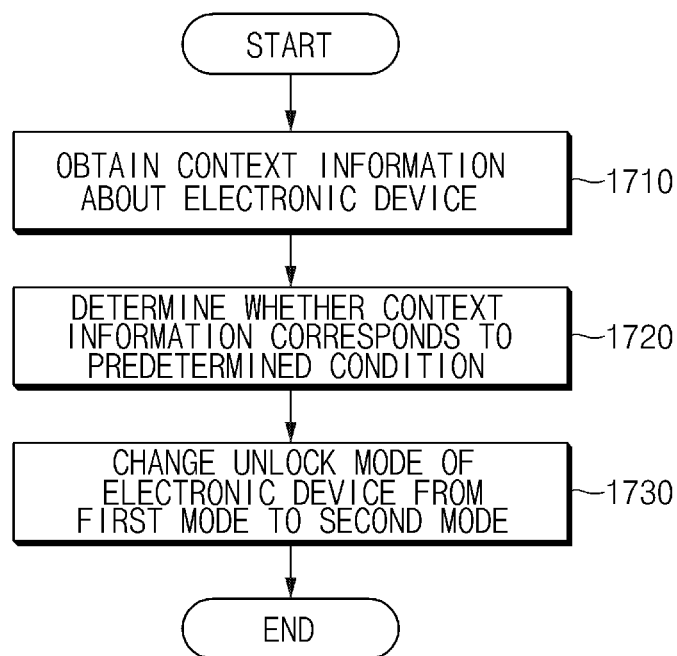 START
OBTAIN CONTEXT INFORMATION
ABOUT ELECTRONIC DEVICE
1710
DETERMINE WHETHER CONTEXT
INFORMATION CORRESPONDS TO
PREDETERMINED CONDITION
1720
CHANGE UNLOCK MODE OF
ELECTRONIC DEVICE FROM
FIRST MODE TO SECOND MODE
1730
END